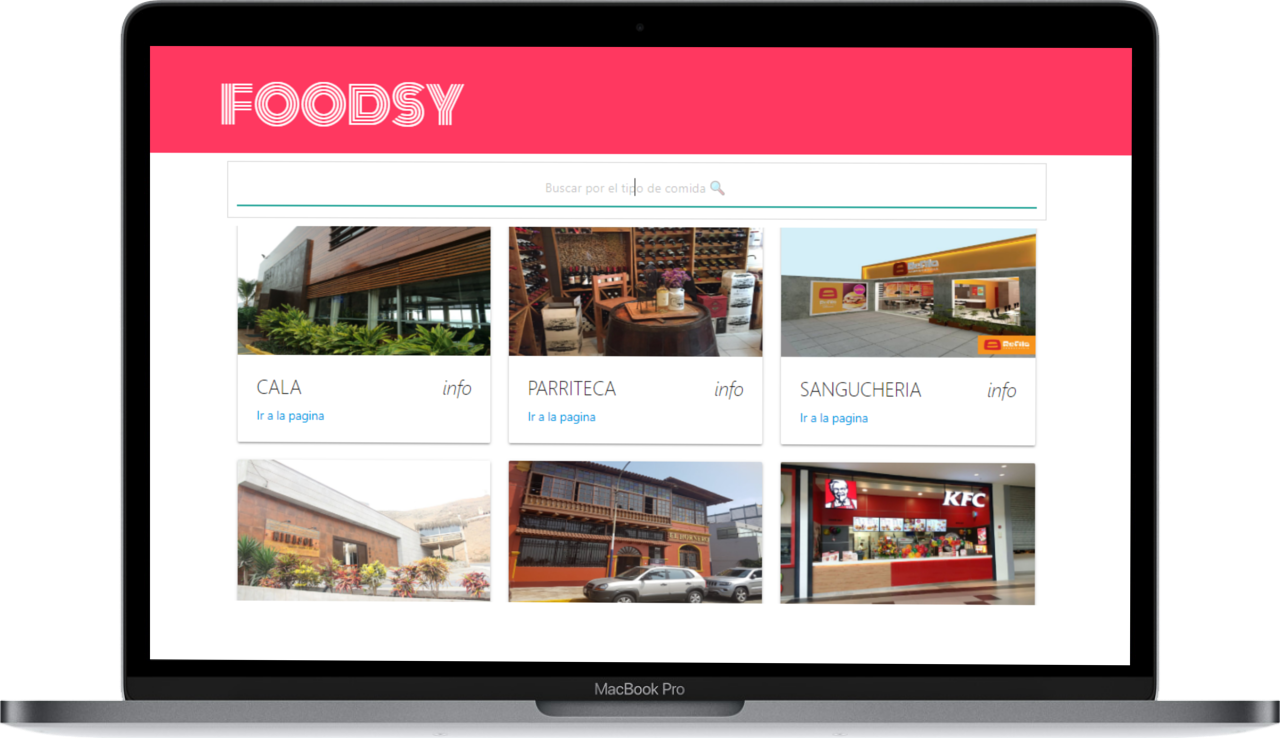 FOODSY
Buscar por el tipo de comida
CALA info
Ir a la pagina
PARRITECA info
Ir a la pagina
SANGUCHERIA info
Ir a la pagina
KFC
MacBook Pro